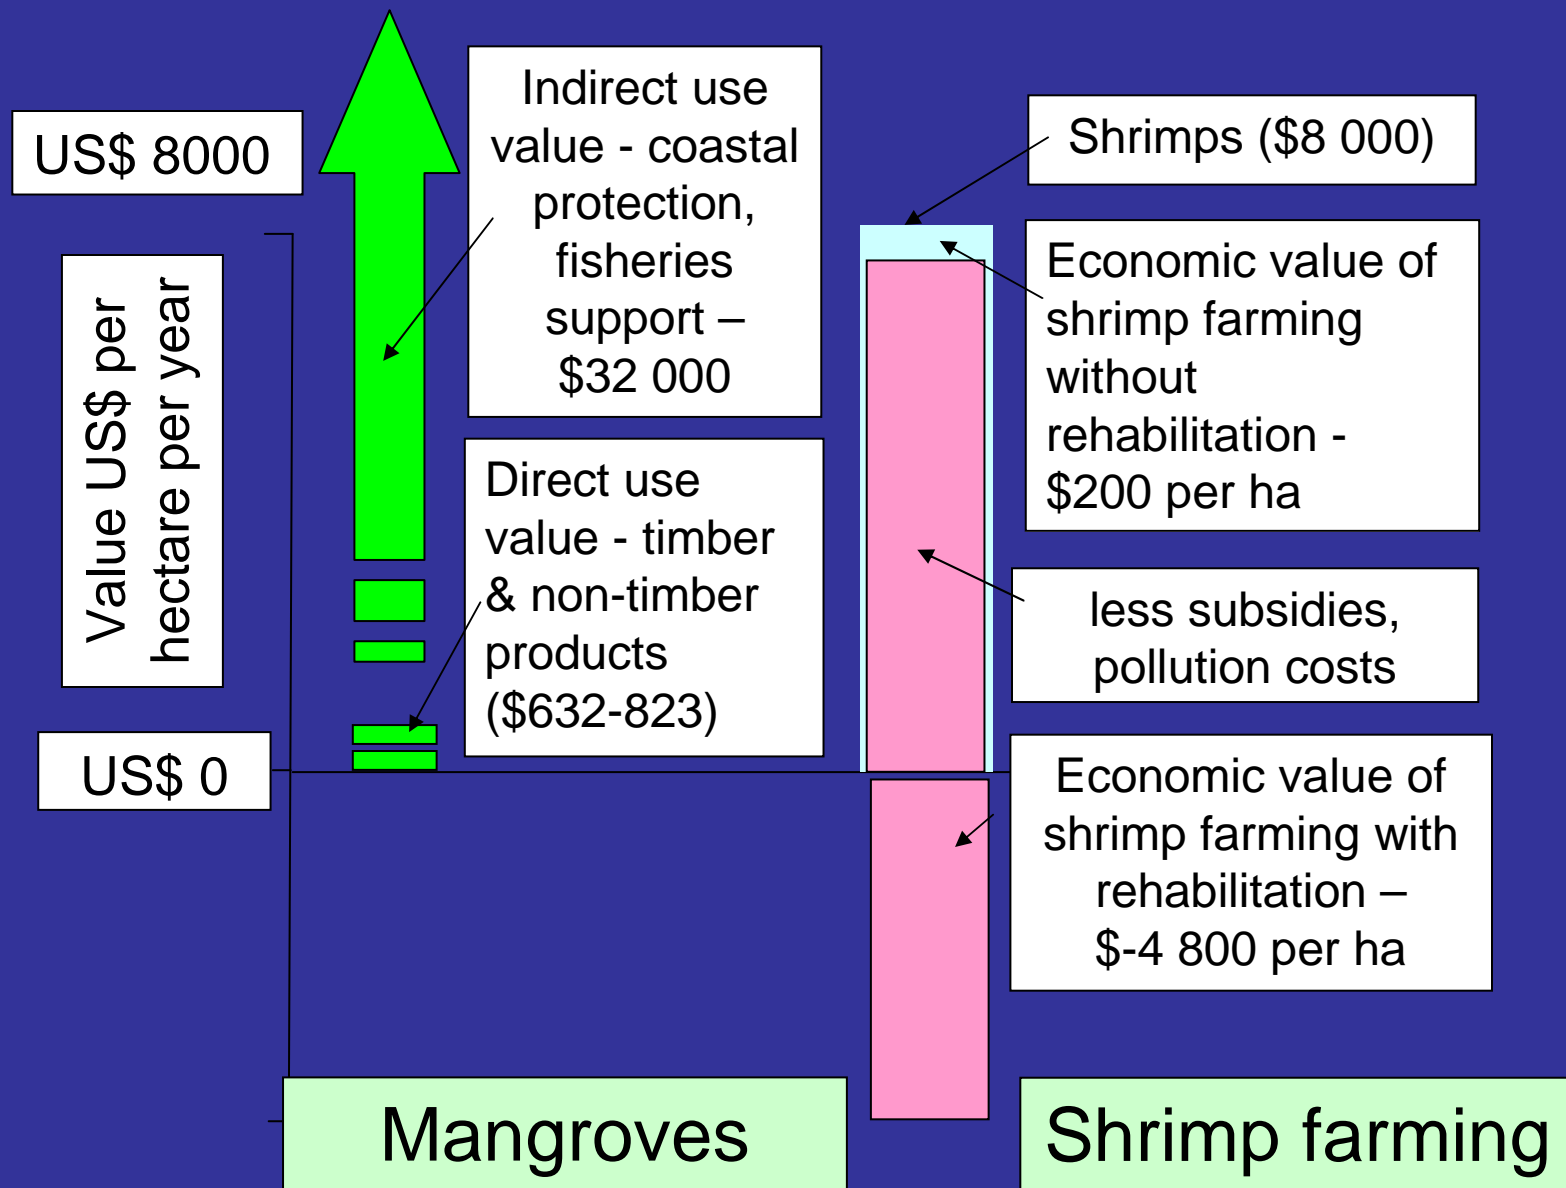 US$ 8000
Value US$ per
hectare per year
US$ 0
Indirect use
value - coastal
protection,
fisheries
support –
$32 000
Direct use
value - timber
& non-timber
products
($632-823)
Shrimps ($8 000)
Economic value of
shrimp farming
without
rehabilitation -
$200 per ha
less subsidies,
pollution costs
Economic value of
shrimp farming with
rehabilitation –
$-4 800 per ha
Mangroves
Shrimp farming